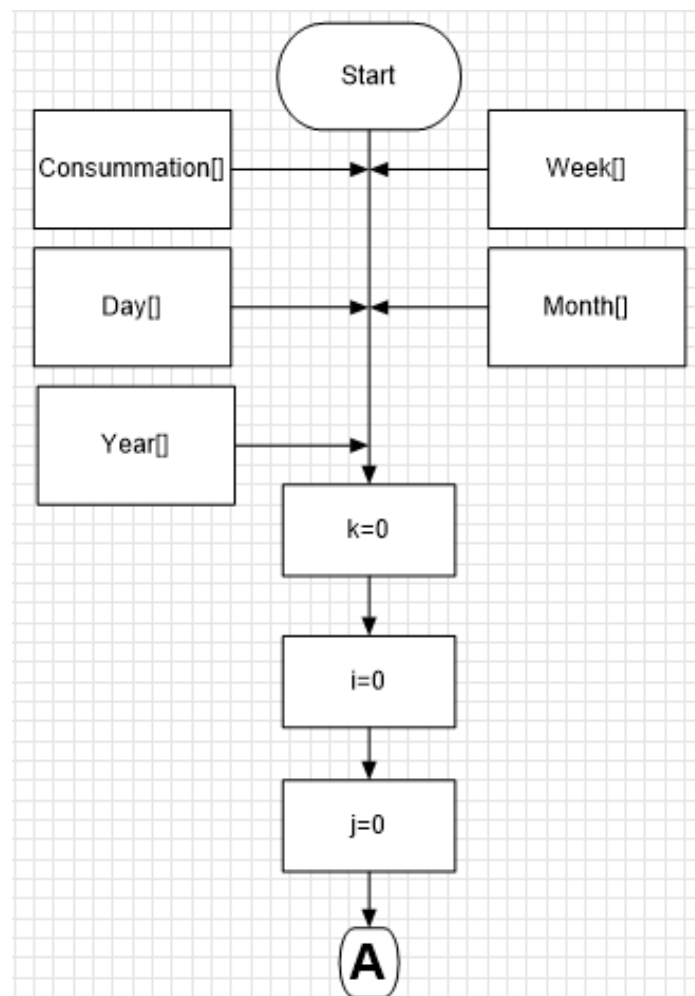 Start
Consummation[]
Week[]
Day[]
Month[]
Year[]
k=0
i=0
j=0
A